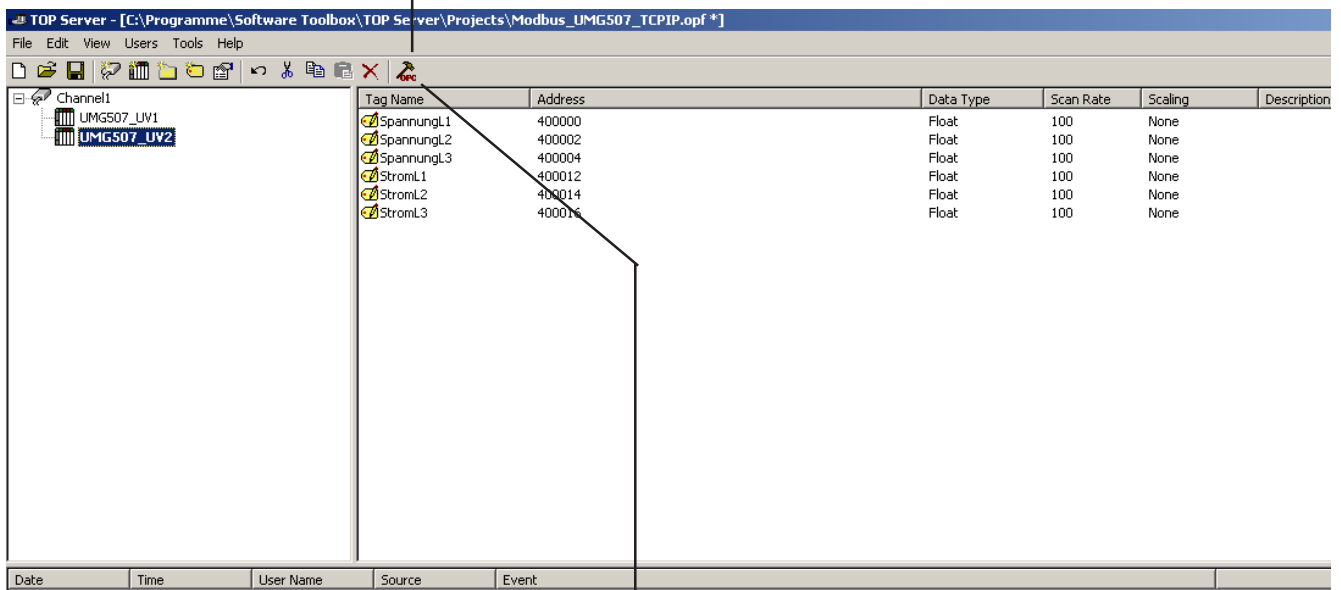 TOP Server - [C:\Programme\Software Toolbox\TOP Server\Projects\Modbus_UMG507_TCPIP.opf *]
File Edit View Users Tools Help
OPC
Channel1
UMG507_UV1
UMG507_UV2
Tag Name Address Data Type Scan Rate Scaling Description
SpannungL1 400000 Float 100 None
SpannungL2 400002 Float 100 None
SpannungL3 400004 Float 100 None
StromL1 400012 Float 100 None
StromL2 400014 Float 100 None
StromL3 400016 Float 100 None
Date Time User Name Source Event